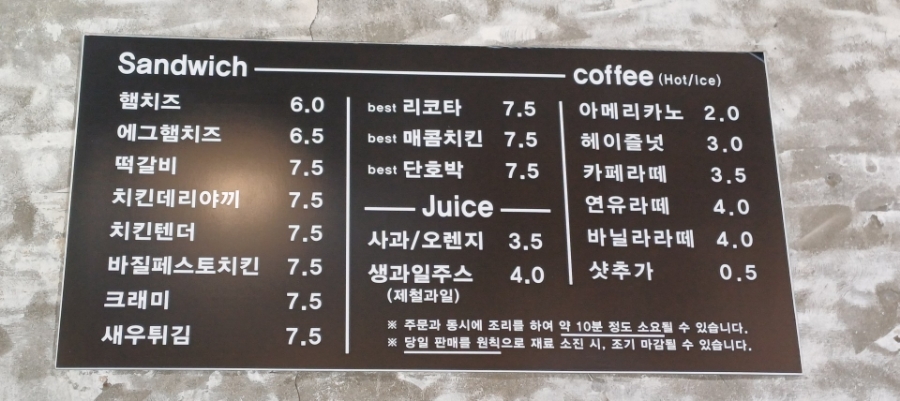 Sandwich
햄치즈 6.0
에그햄치즈 6.5
떡갈비 7.5
치킨데리야끼 7.5
치킨텐더 7.5
바질페스토치킨 7.5
크래미 7.5
새우튀김 7.5
best 리코타 7.5
best 매콤치킨 7.5
best 단호박 7.5
Juice
사과/오렌지 3.5
생과일주스 4.0
(제철과일)
coffee (Hot/Ice)
아메리카노 2.0
헤이즐넛 3.0
카페라떼 3.5
연유라떼 4.0
바닐라라떼 4.0
샷추가 0.5
※ 주문과 동시에 조리를 하여 약 10분 정도 소요될 수 있습니다.
※ 당일 판매를 원칙으로 재료 소진 시, 조기 마감될 수 있습니다.